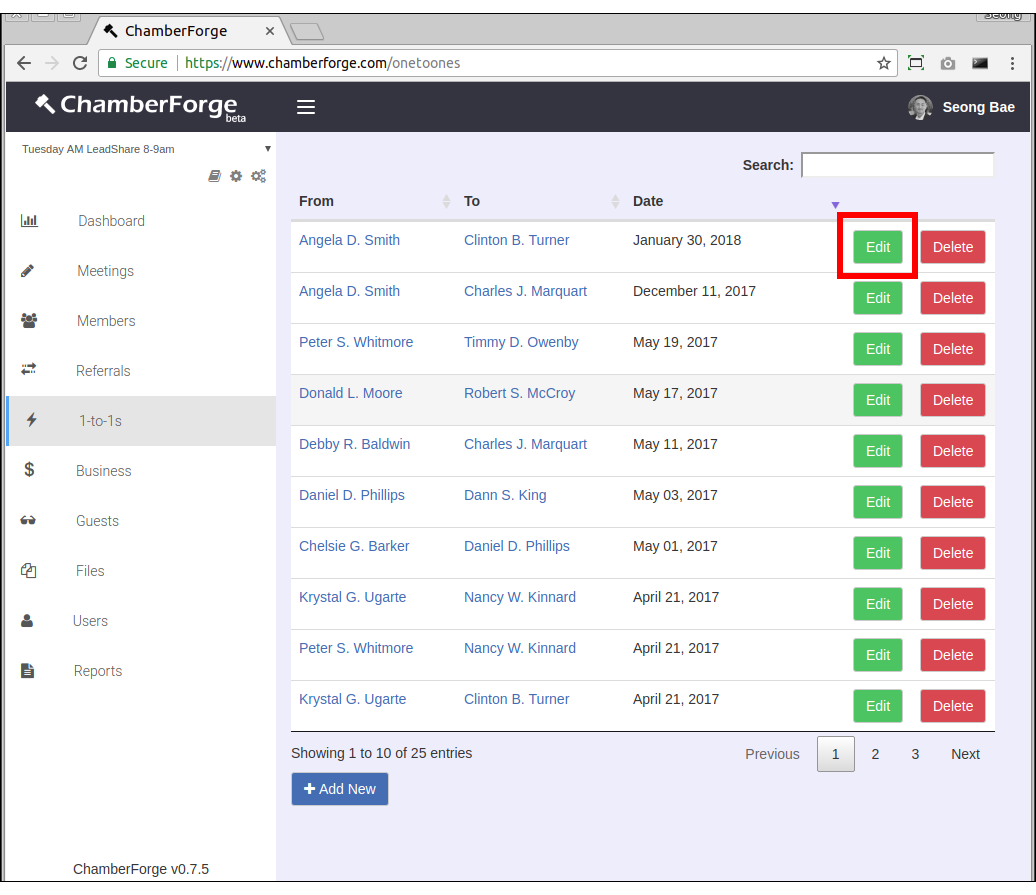 Seong
ChamberForge
Secure https://www.chamberforge.com/onetoones
ChamberForge beta
Seong Bae
Tuesday AM LeadShare 8-9am
Dashboard
Meetings
Members
Referrals
1-to-1s
Business
Guests
Files
Users
Reports
ChamberForge v0.7.5
Search:
From To Date
Angela D. Smith Clinton B. Turner January 30, 2018 Edit Delete
Angela D. Smith Charles J. Marquart December 11, 2017 Edit Delete
Peter S. Whitmore Timmy D. Owenby May 19, 2017 Edit Delete
Donald L. Moore Robert S. McCroy May 17, 2017 Edit Delete
Debby R. Baldwin Charles J. Marquart May 11, 2017 Edit Delete
Daniel D. Phillips Dann S. King May 03, 2017 Edit Delete
Chelsie G. Barker Daniel D. Phillips May 01, 2017 Edit Delete
Krystal G. Ugarte Nancy W. Kinnard April 21, 2017 Edit Delete
Peter S. Whitmore Nancy W. Kinnard April 21, 2017 Edit Delete
Krystal G. Ugarte Clinton B. Turner April 21, 2017 Edit Delete
Showing 1 to 10 of 25 entries Previous 1 2 3 Next
Add New